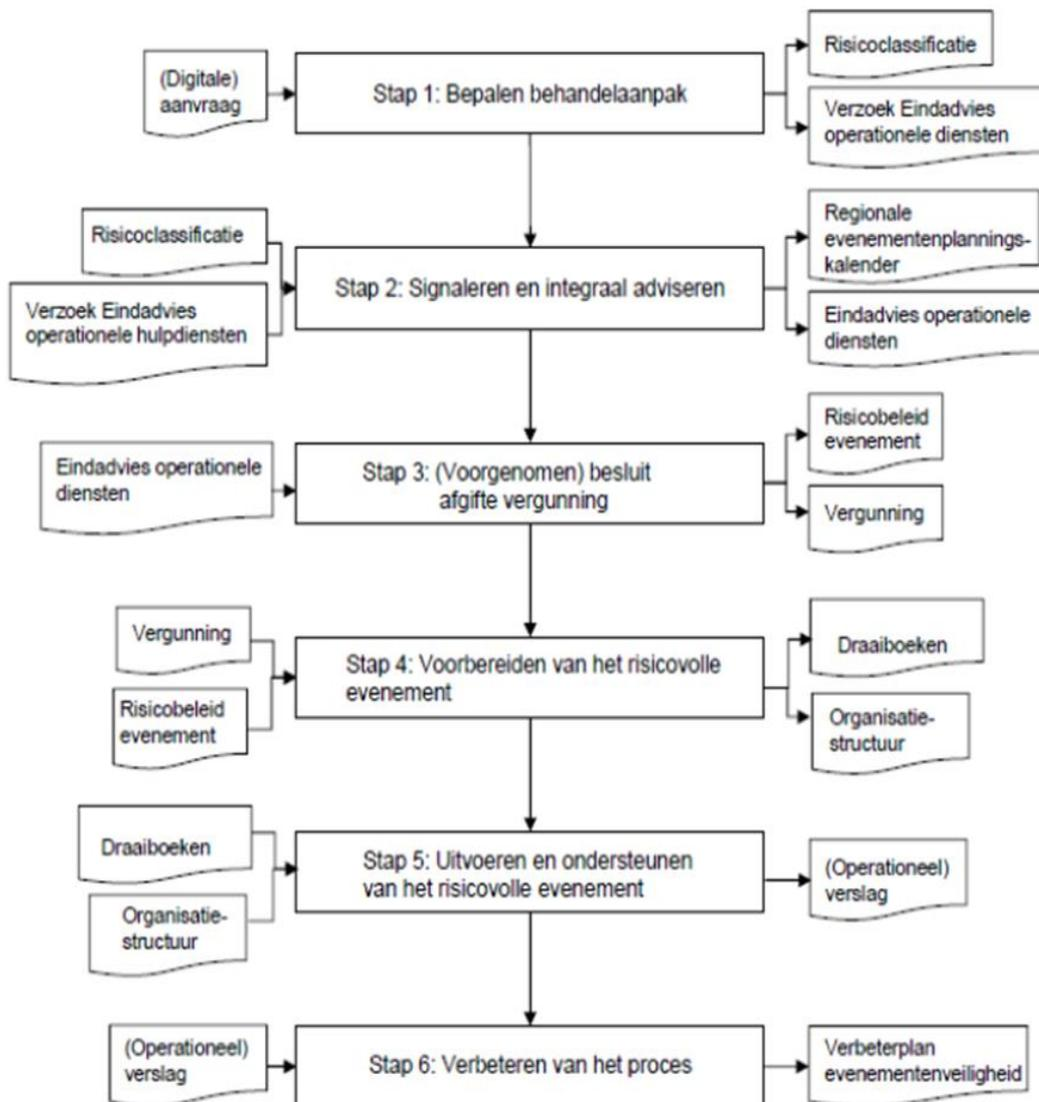 (Digitale)
aanvraag
Stap 1: Bepalen behandelaanpak
Risicoclassificatie
Verzoek Eindadvies
operationele diensten
Risicoclassificatie
Verzoek Eindadvies
operationele hulpdiensten
Stap 2: Signaleren en integraal adviseren
Regionale
evenementenplannings-
kalender
Eindadvies operationele
diensten
Eindadvies operationele
diensten
Stap 3: (Voorgenomen) besluit
afgifte vergunning
Risicobeleid
evenement
Vergunning
Vergunning
Risicobeleid
evenement
Stap 4: Voorbereiden van het risicovolle
evenement
Draaiboeken
Organisatie-
structuur
Draaiboeken
Organisatie-
structuur
Stap 5: Uitvoeren en ondersteunen
van het risicovolle evenement
(Operationeel)
verslag
(Operationeel)
verslag
Stap 6: Verbeteren van het proces
Verbeterplan
evenementenveiligheid